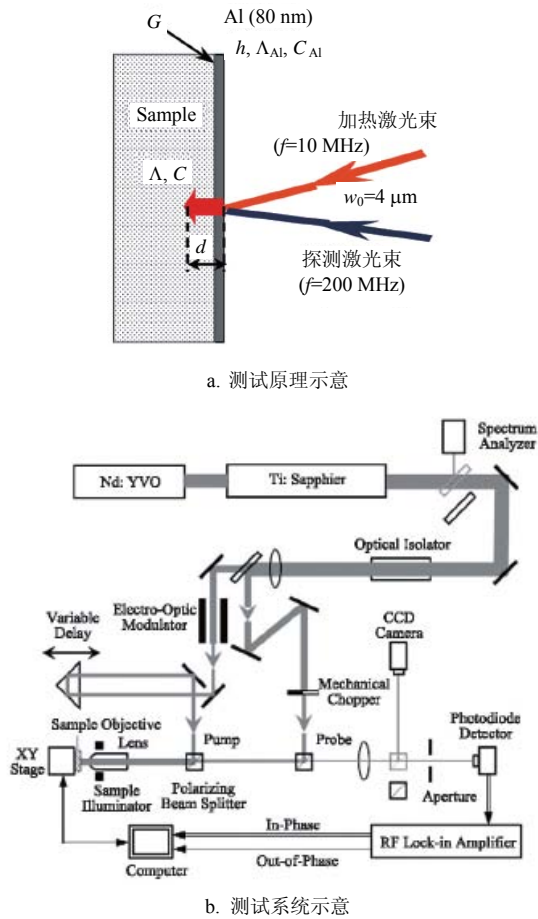 G
Al (80 nm)
h, Λ_Al, C_Al
Sample
加热激光束
(f=10 MHz)
Λ, C
w₀=4 μm
d
探测激光束
(f=200 MHz)
a. 测试原理示意
Spectrum
Analyzer
Nd: YVO
Ti: Sapphier
Optical Isolator
Variable
Delay
Electro-Optic
Modulator
CCD
Camera
Mechanical
Chopper
Photodiode
Detector
Sample Objective
Lens
Pump
Probe
XY
Stage
Sample
Illuminator
Polarizing
Beam Splitter
Aperture
In-Phase
Out-of-Phase
Computer
RF Lock-in Amplifier
b. 测试系统示意